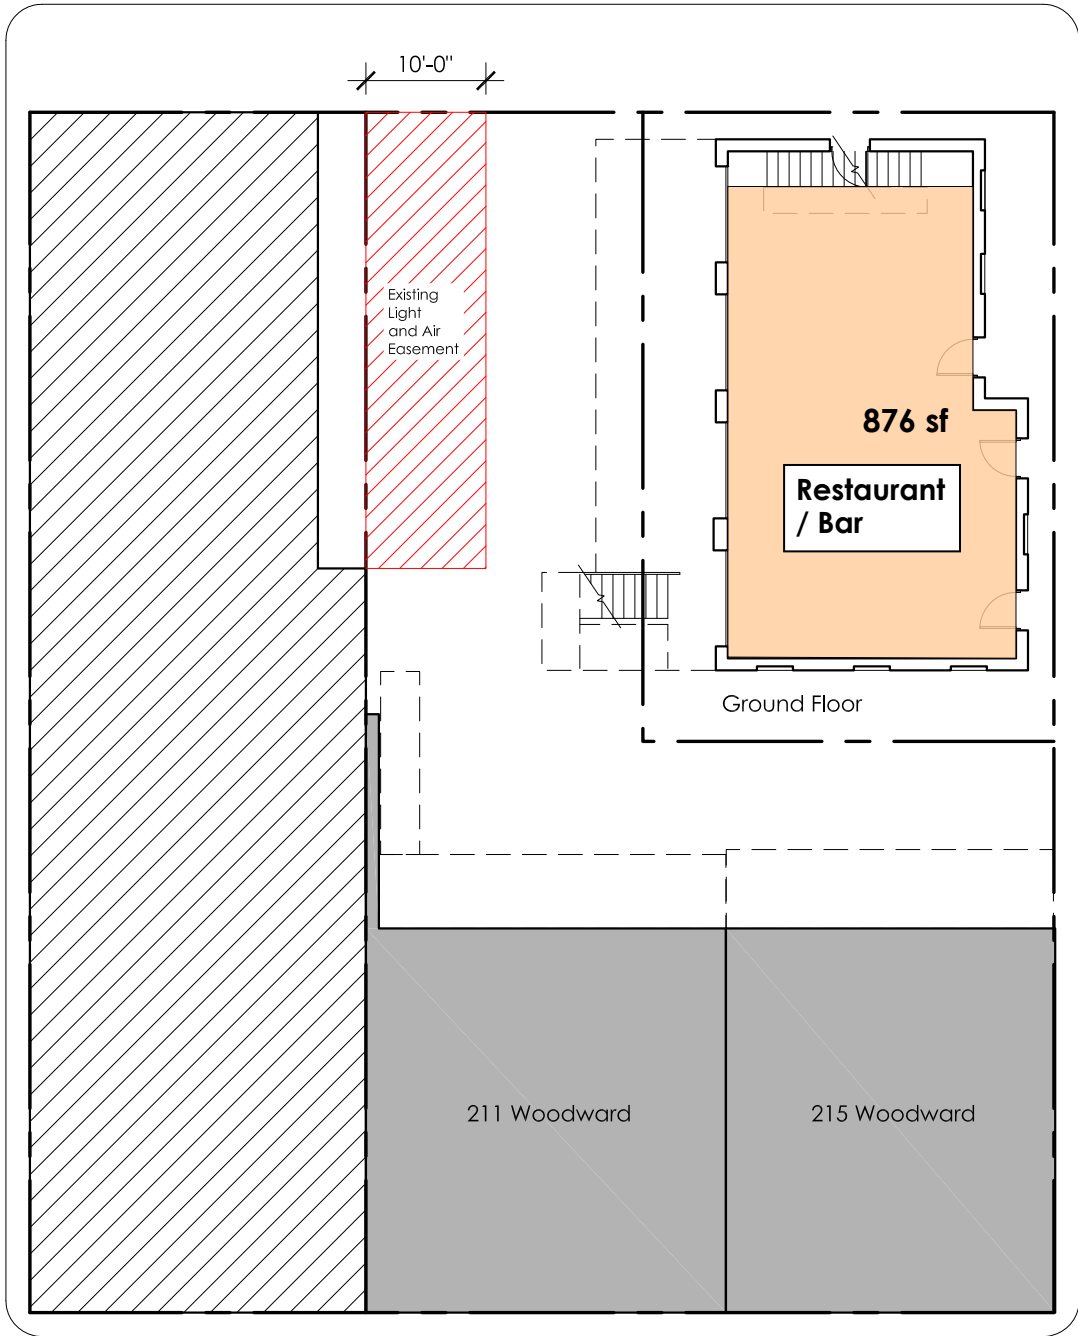 10'-0"
Existing
Light
and Air
Easement
876 sf
Restaurant
/ Bar
Ground Floor
211 Woodward
215 Woodward